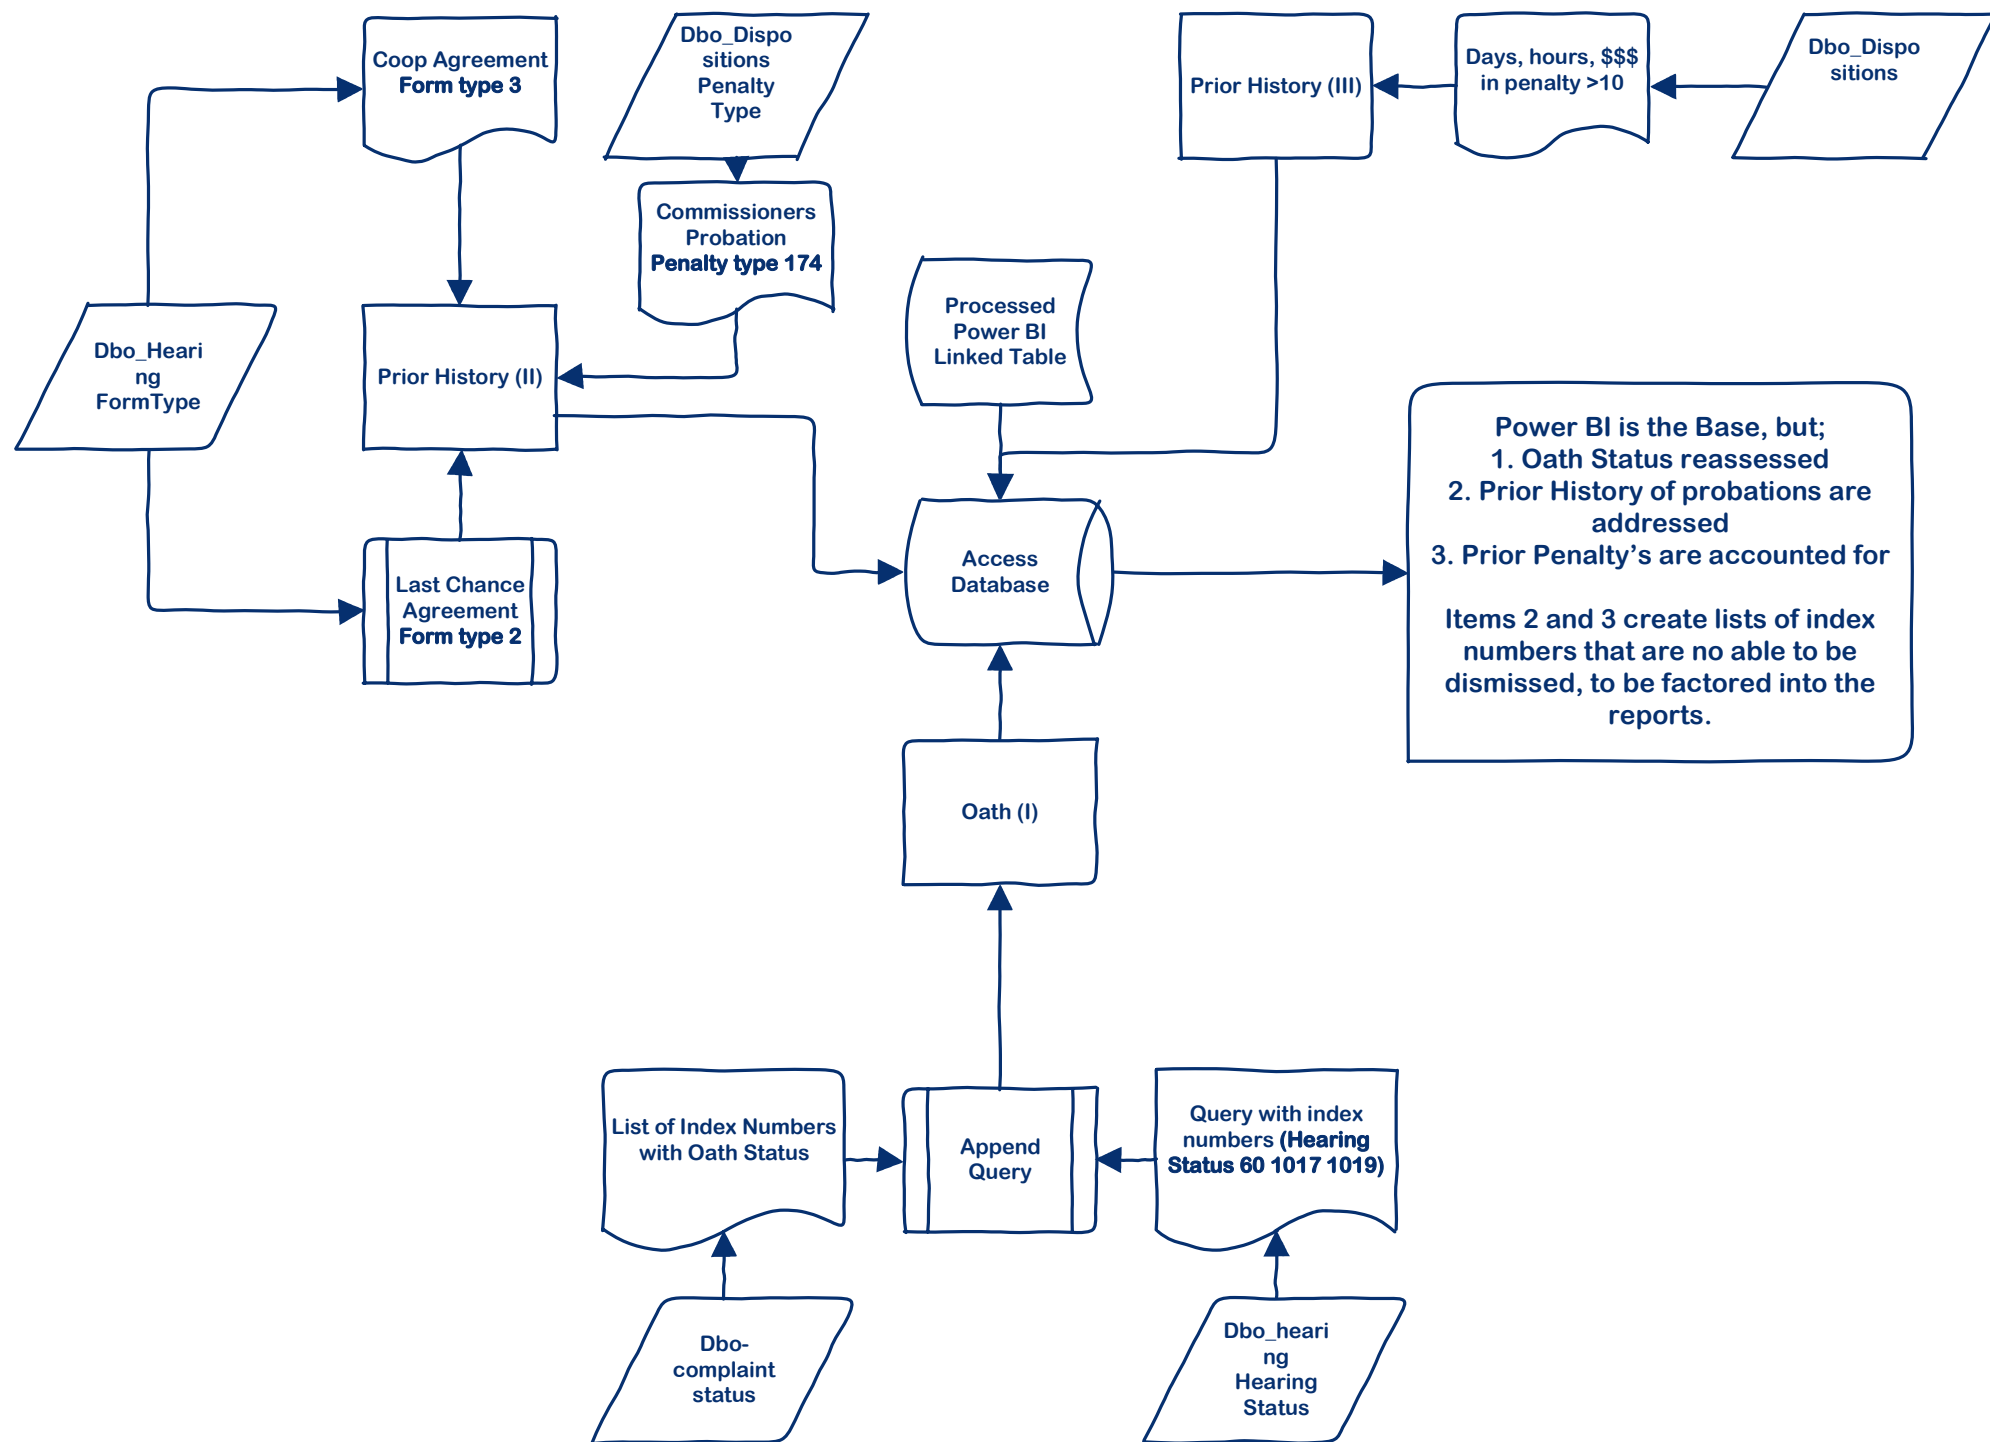 Coop Agreement
Form type 3
Dbo_Dispo
sitions
Penalty
Type
Prior History (III)
Days, hours, $$$
in penalty >10
Dbo_Dispo
sitions
Commissioners
Probation
Penalty type 174
Dbo_Heari
ng
FormType
Prior History (II)
Processed
Power BI
Linked Table
Power BI is the Base, but;
1. Oath Status reassessed
2. Prior History of probations are
addressed
3. Prior Penalty’s are accounted for
Items 2 and 3 create lists of index
numbers that are no able to be
dismissed, to be factored into the
reports.
Last Chance
Agreement
Form type 2
Access
Database
Oath (I)
List of Index Numbers
with Oath Status
Append
Query
Query with index
numbers (Hearing
Status 60 1017 1019)
Dbo-
complaint
status
Dbo_heari
ng
Hearing
Status